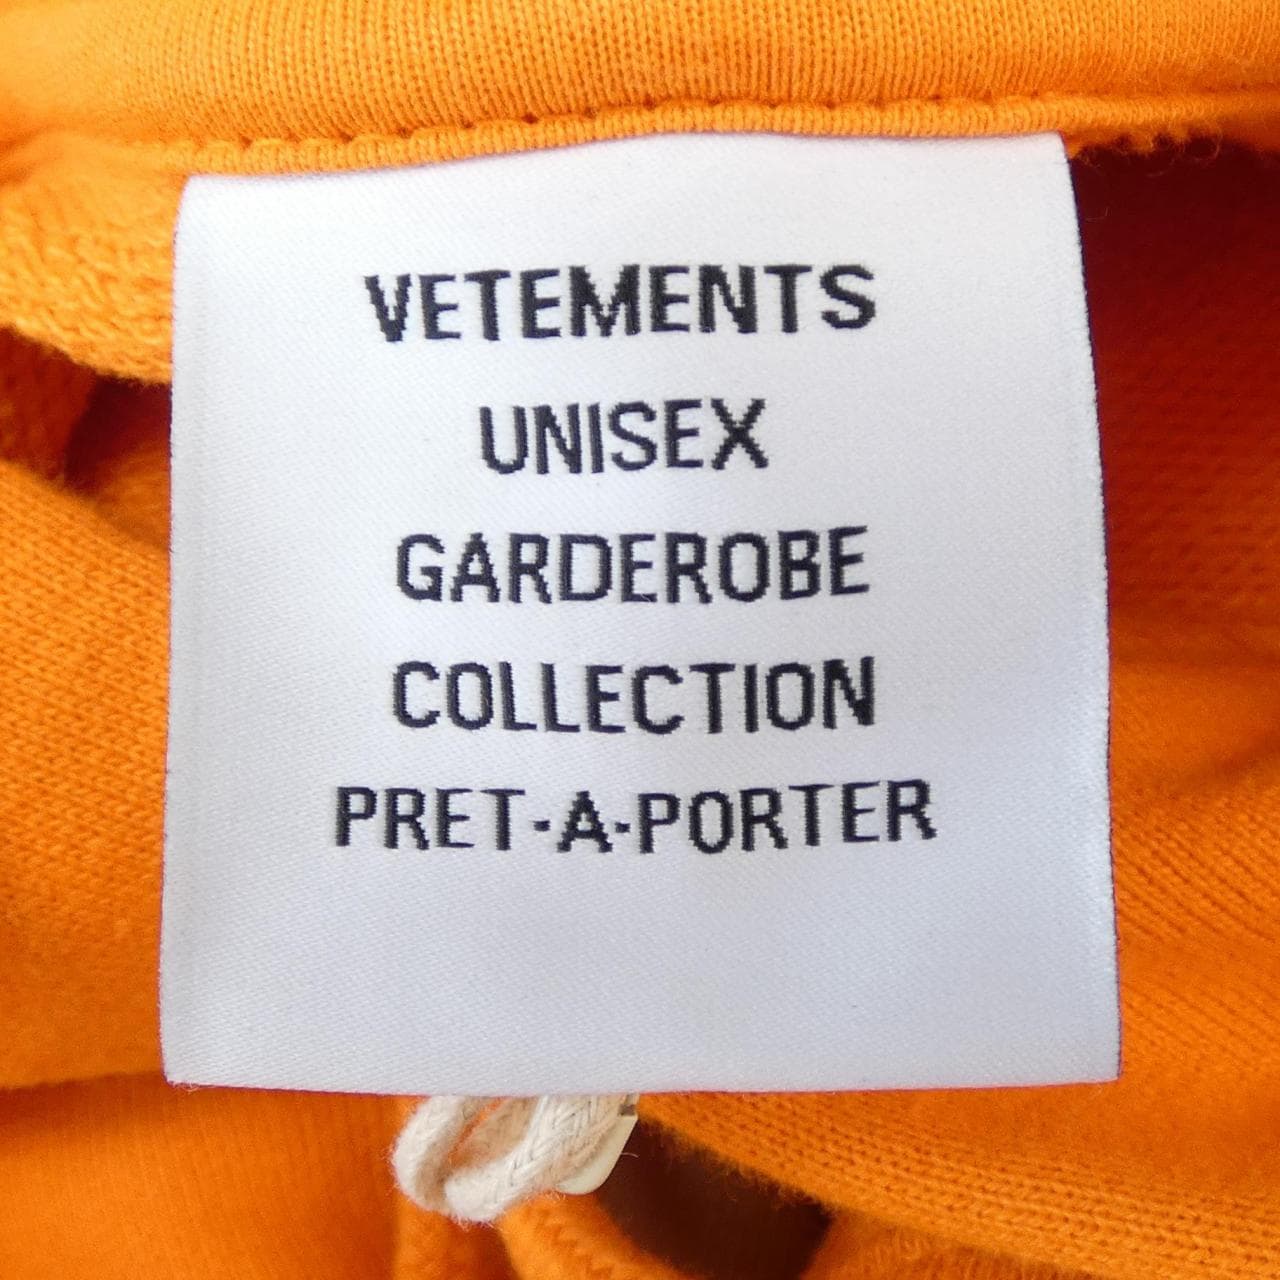 VETEMENTS
UNISEX
GARDEROBE
COLLECTION
PRET-A-PORTER